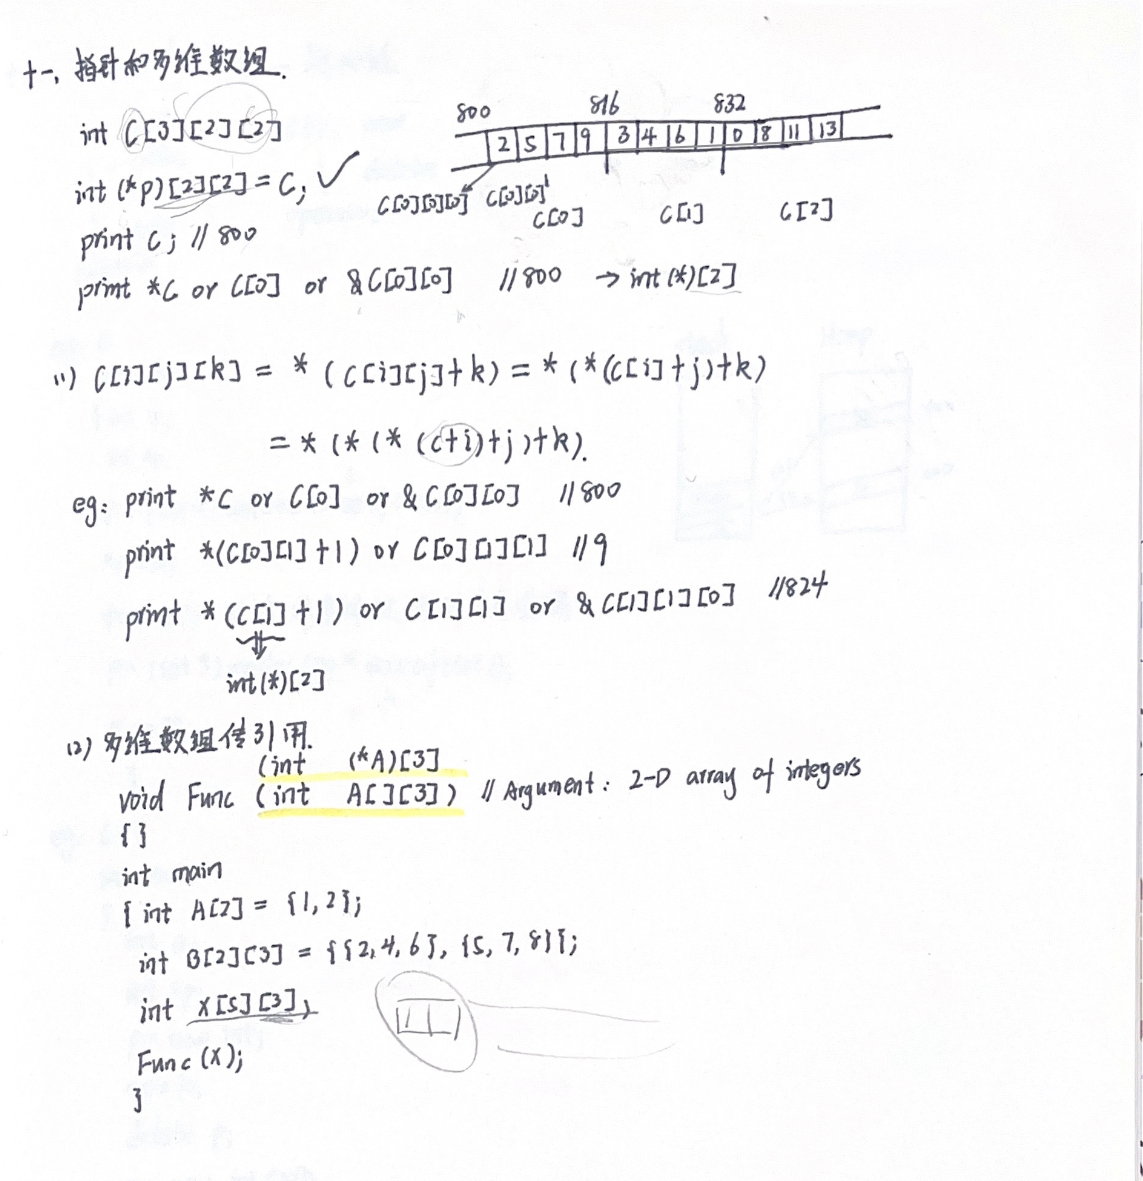 十一、指针和多维数组.
int C[3][2][2]
int (*p)[2][2] = C; ✓
print C; // 800
print *C or C[0] or &C[0][0] // 800 → int (*)[2]
800 816 832
2 5 7 9 3 4 6 1 0 8 11 13
C[0][0][0] C[0][0]
C[0] C[1] C[2]
(1) C[i][j][k] = * (C[i][j]+k) = * (*(C[i]+j)+k)
= * (* (* (c+i)+j)+k).
eg: print *C or C[0] or & C[0][0] // 800
print *(C[0][1]+1) or C[0][1][1] // 9
print *(C[1]+1) or C[1][1] or & C[1][1][0] // 824
int(*)[2]
(2) 多维数组传引用.
(int (*A)[3]
void Func (int A[][3]) // Argument: 2-D array of integers
{}
int main
{ int A[2] = {1,2};
int B[2][3] = {{2,4,6}, {5,7,8}};
int X[5][3];
Func(X);
}